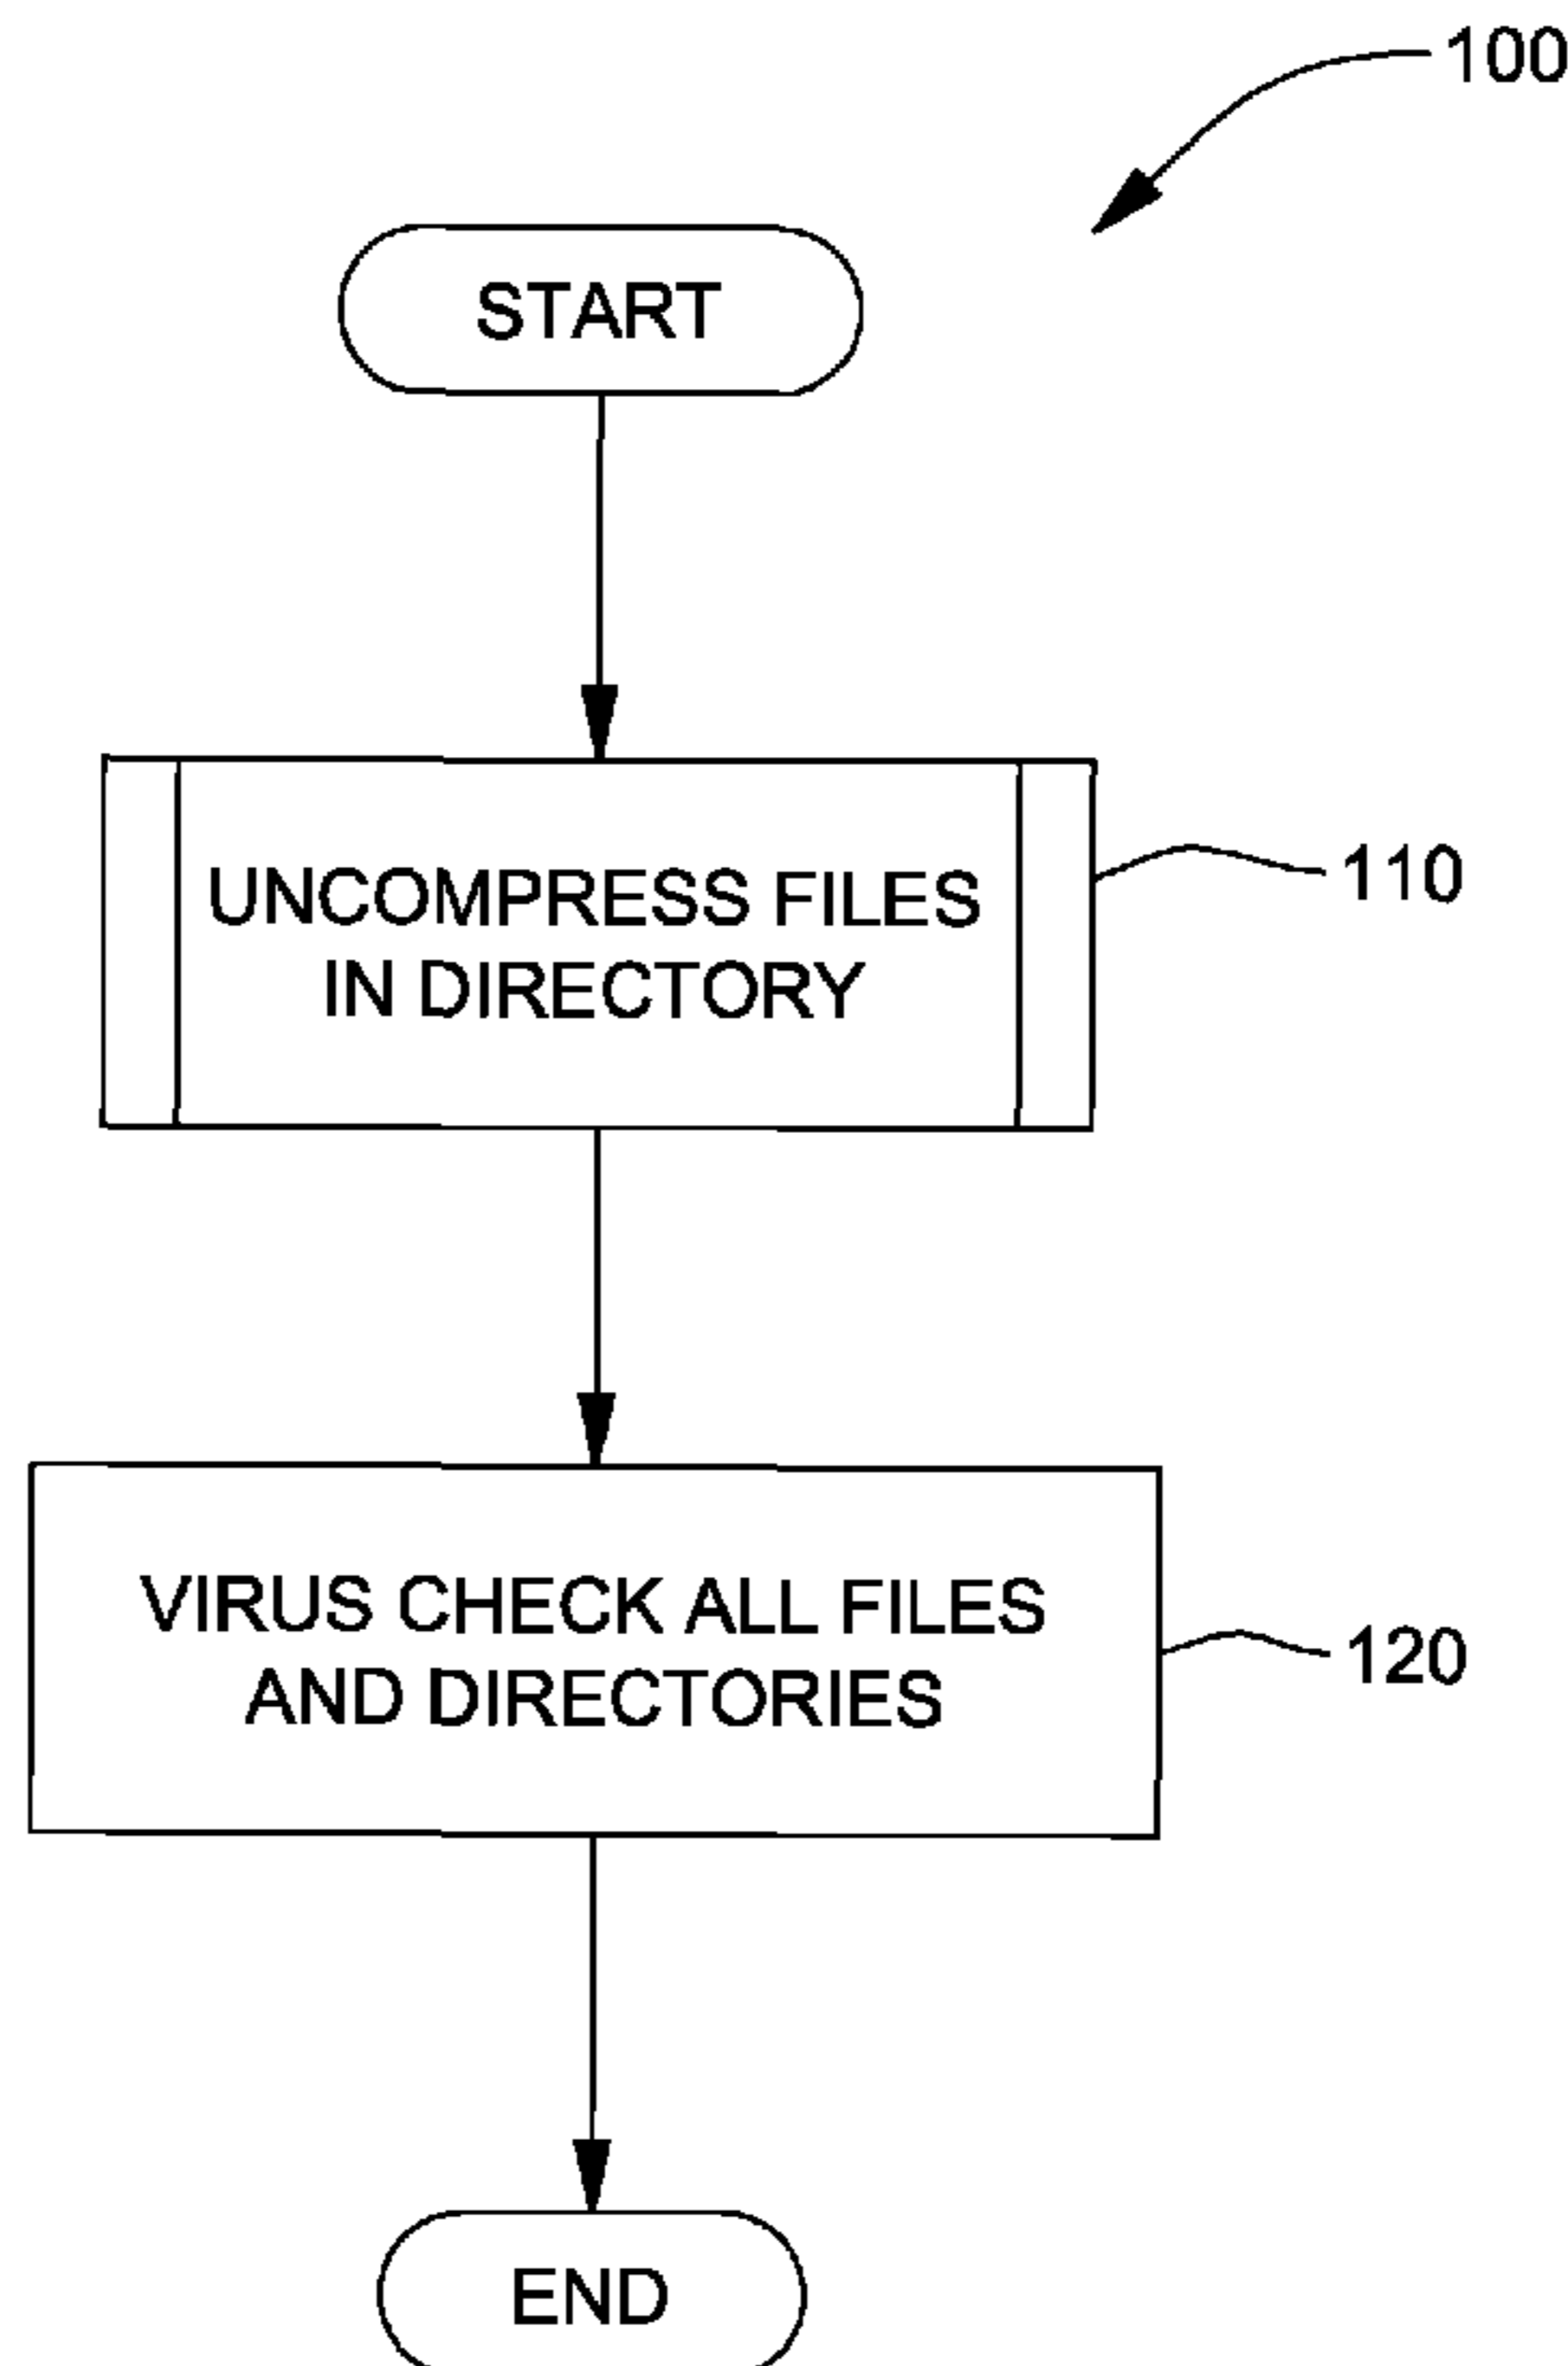 100
START
UNCOMPRESS FILES
IN DIRECTORY
110
VIRUS CHECK ALL FILES
AND DIRECTORIES
120
END